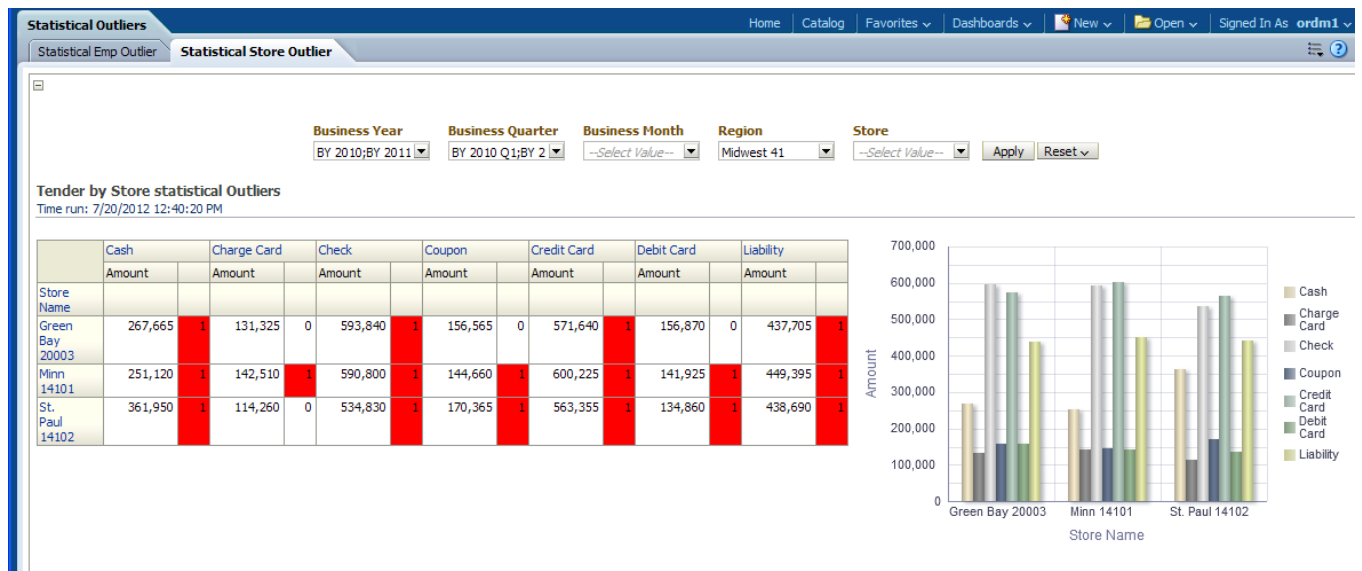 Statistical Outliers
Home Catalog Favorites Dashboards New Open Signed In As ordm1
Statistical Emp Outlier Statistical Store Outlier
Business Year Business Quarter Business Month Region Store
BY 2010;BY 2011 BY 2010 Q1;BY 2 --Select Value-- Midwest 41 --Select Value-- Apply Reset
Tender by Store statistical Outliers
Time run: 7/20/2012 12:40:20 PM
Cash Charge Card Check Coupon Credit Card Debit Card Liability
Amount Amount Amount Amount Amount Amount Amount
Store
Name
Green Bay 20003 267,665 1 131,325 0 593,840 1 156,565 0 571,640 1 156,870 0 437,705 1
Minn 14101 251,120 1 142,510 1 590,800 1 144,660 1 600,225 1 141,925 1 449,395 1
St. Paul 14102 361,950 1 114,260 0 534,830 1 170,365 1 563,355 1 134,860 1 438,690 1
700,000
600,000
500,000
400,000
300,000
200,000
100,000
0
Amount
Green Bay 20003 Minn 14101 St. Paul 14102
Store Name
Cash
Charge
Card
Check
Coupon
Credit
Card
Debit
Card
Liability